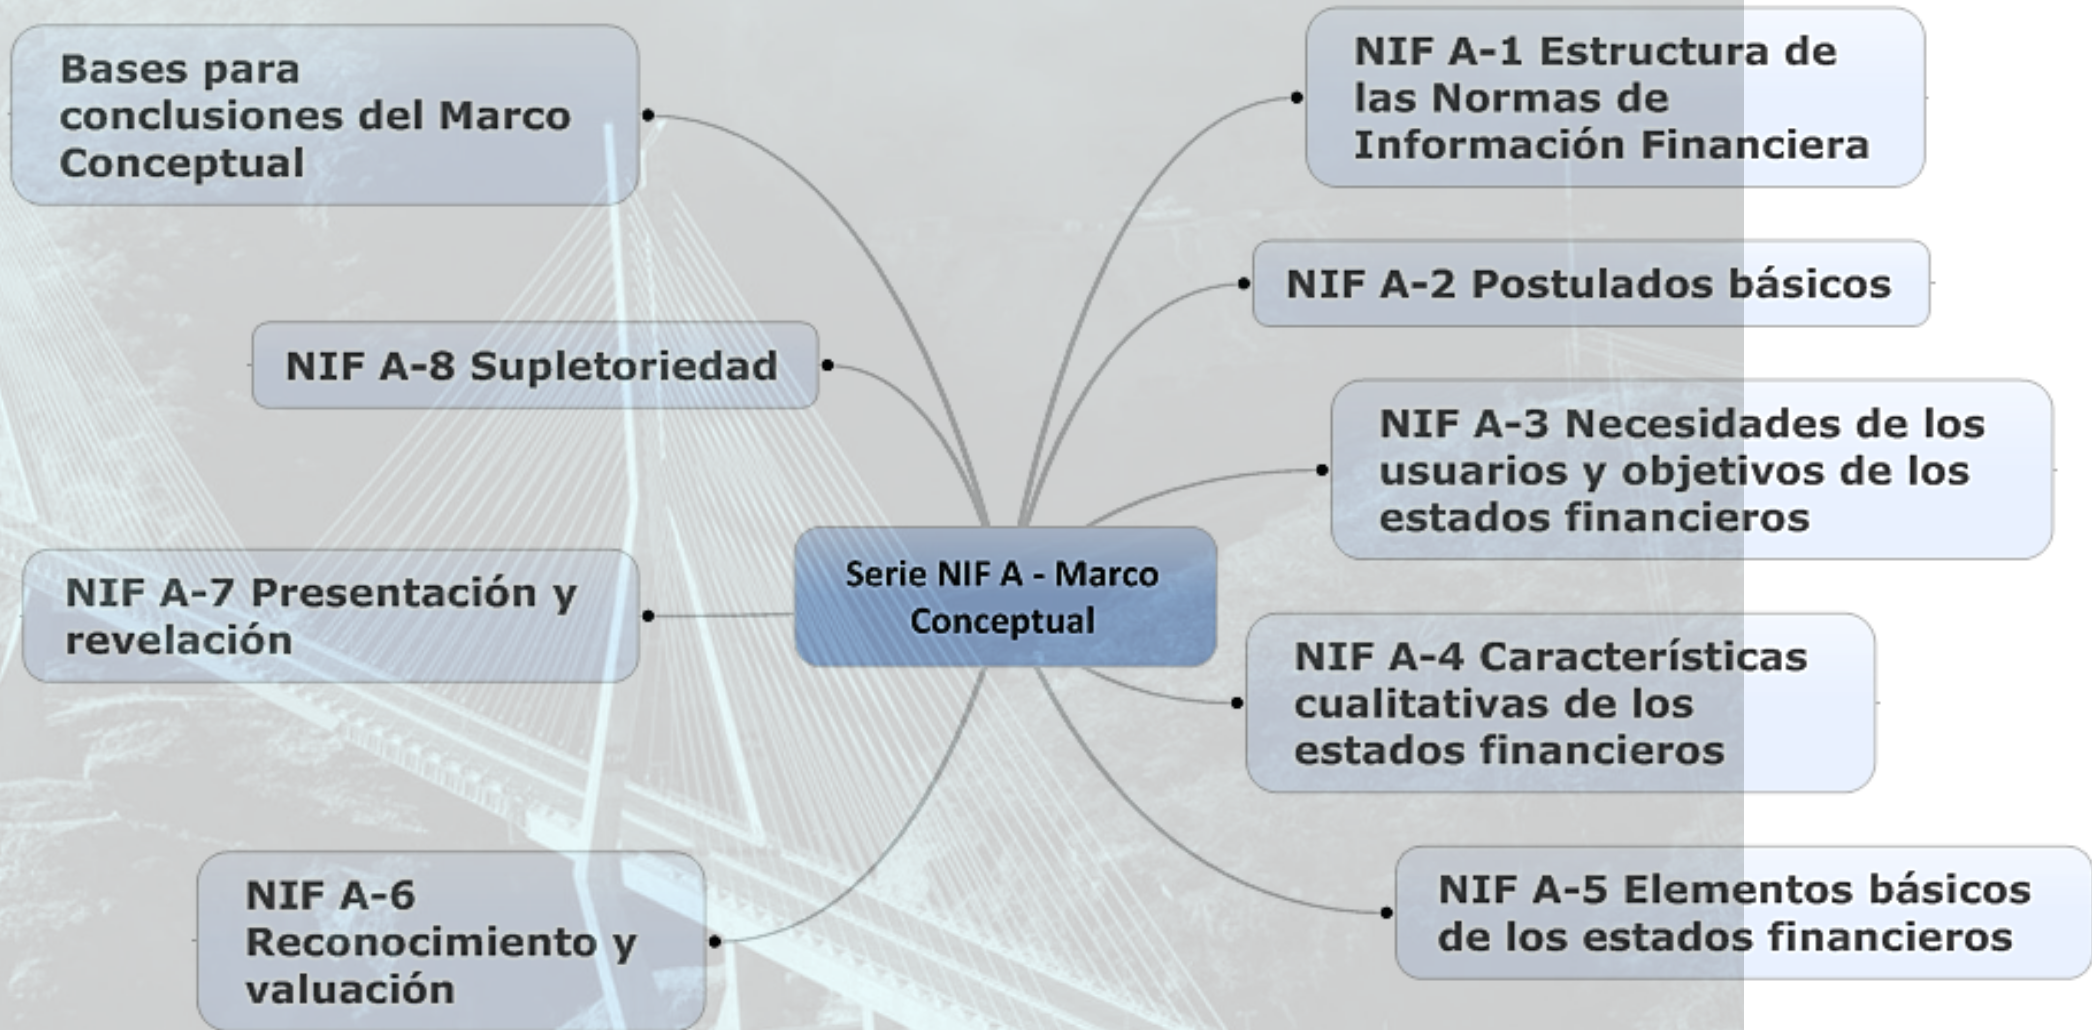 Serie NIF A - Marco
Conceptual
NIF A-1 Estructura de
las Normas de
Información Financiera
NIF A-2 Postulados básicos
NIF A-3 Necesidades de los
usuarios y objetivos de los
estados financieros
NIF A-4 Características
cualitativas de los
estados financieros
NIF A-5 Elementos básicos
de los estados financieros
NIF A-6
Reconocimiento y
valuación
NIF A-7 Presentación y
revelación
NIF A-8 Supletoriedad
Bases para
conclusiones del Marco
Conceptual